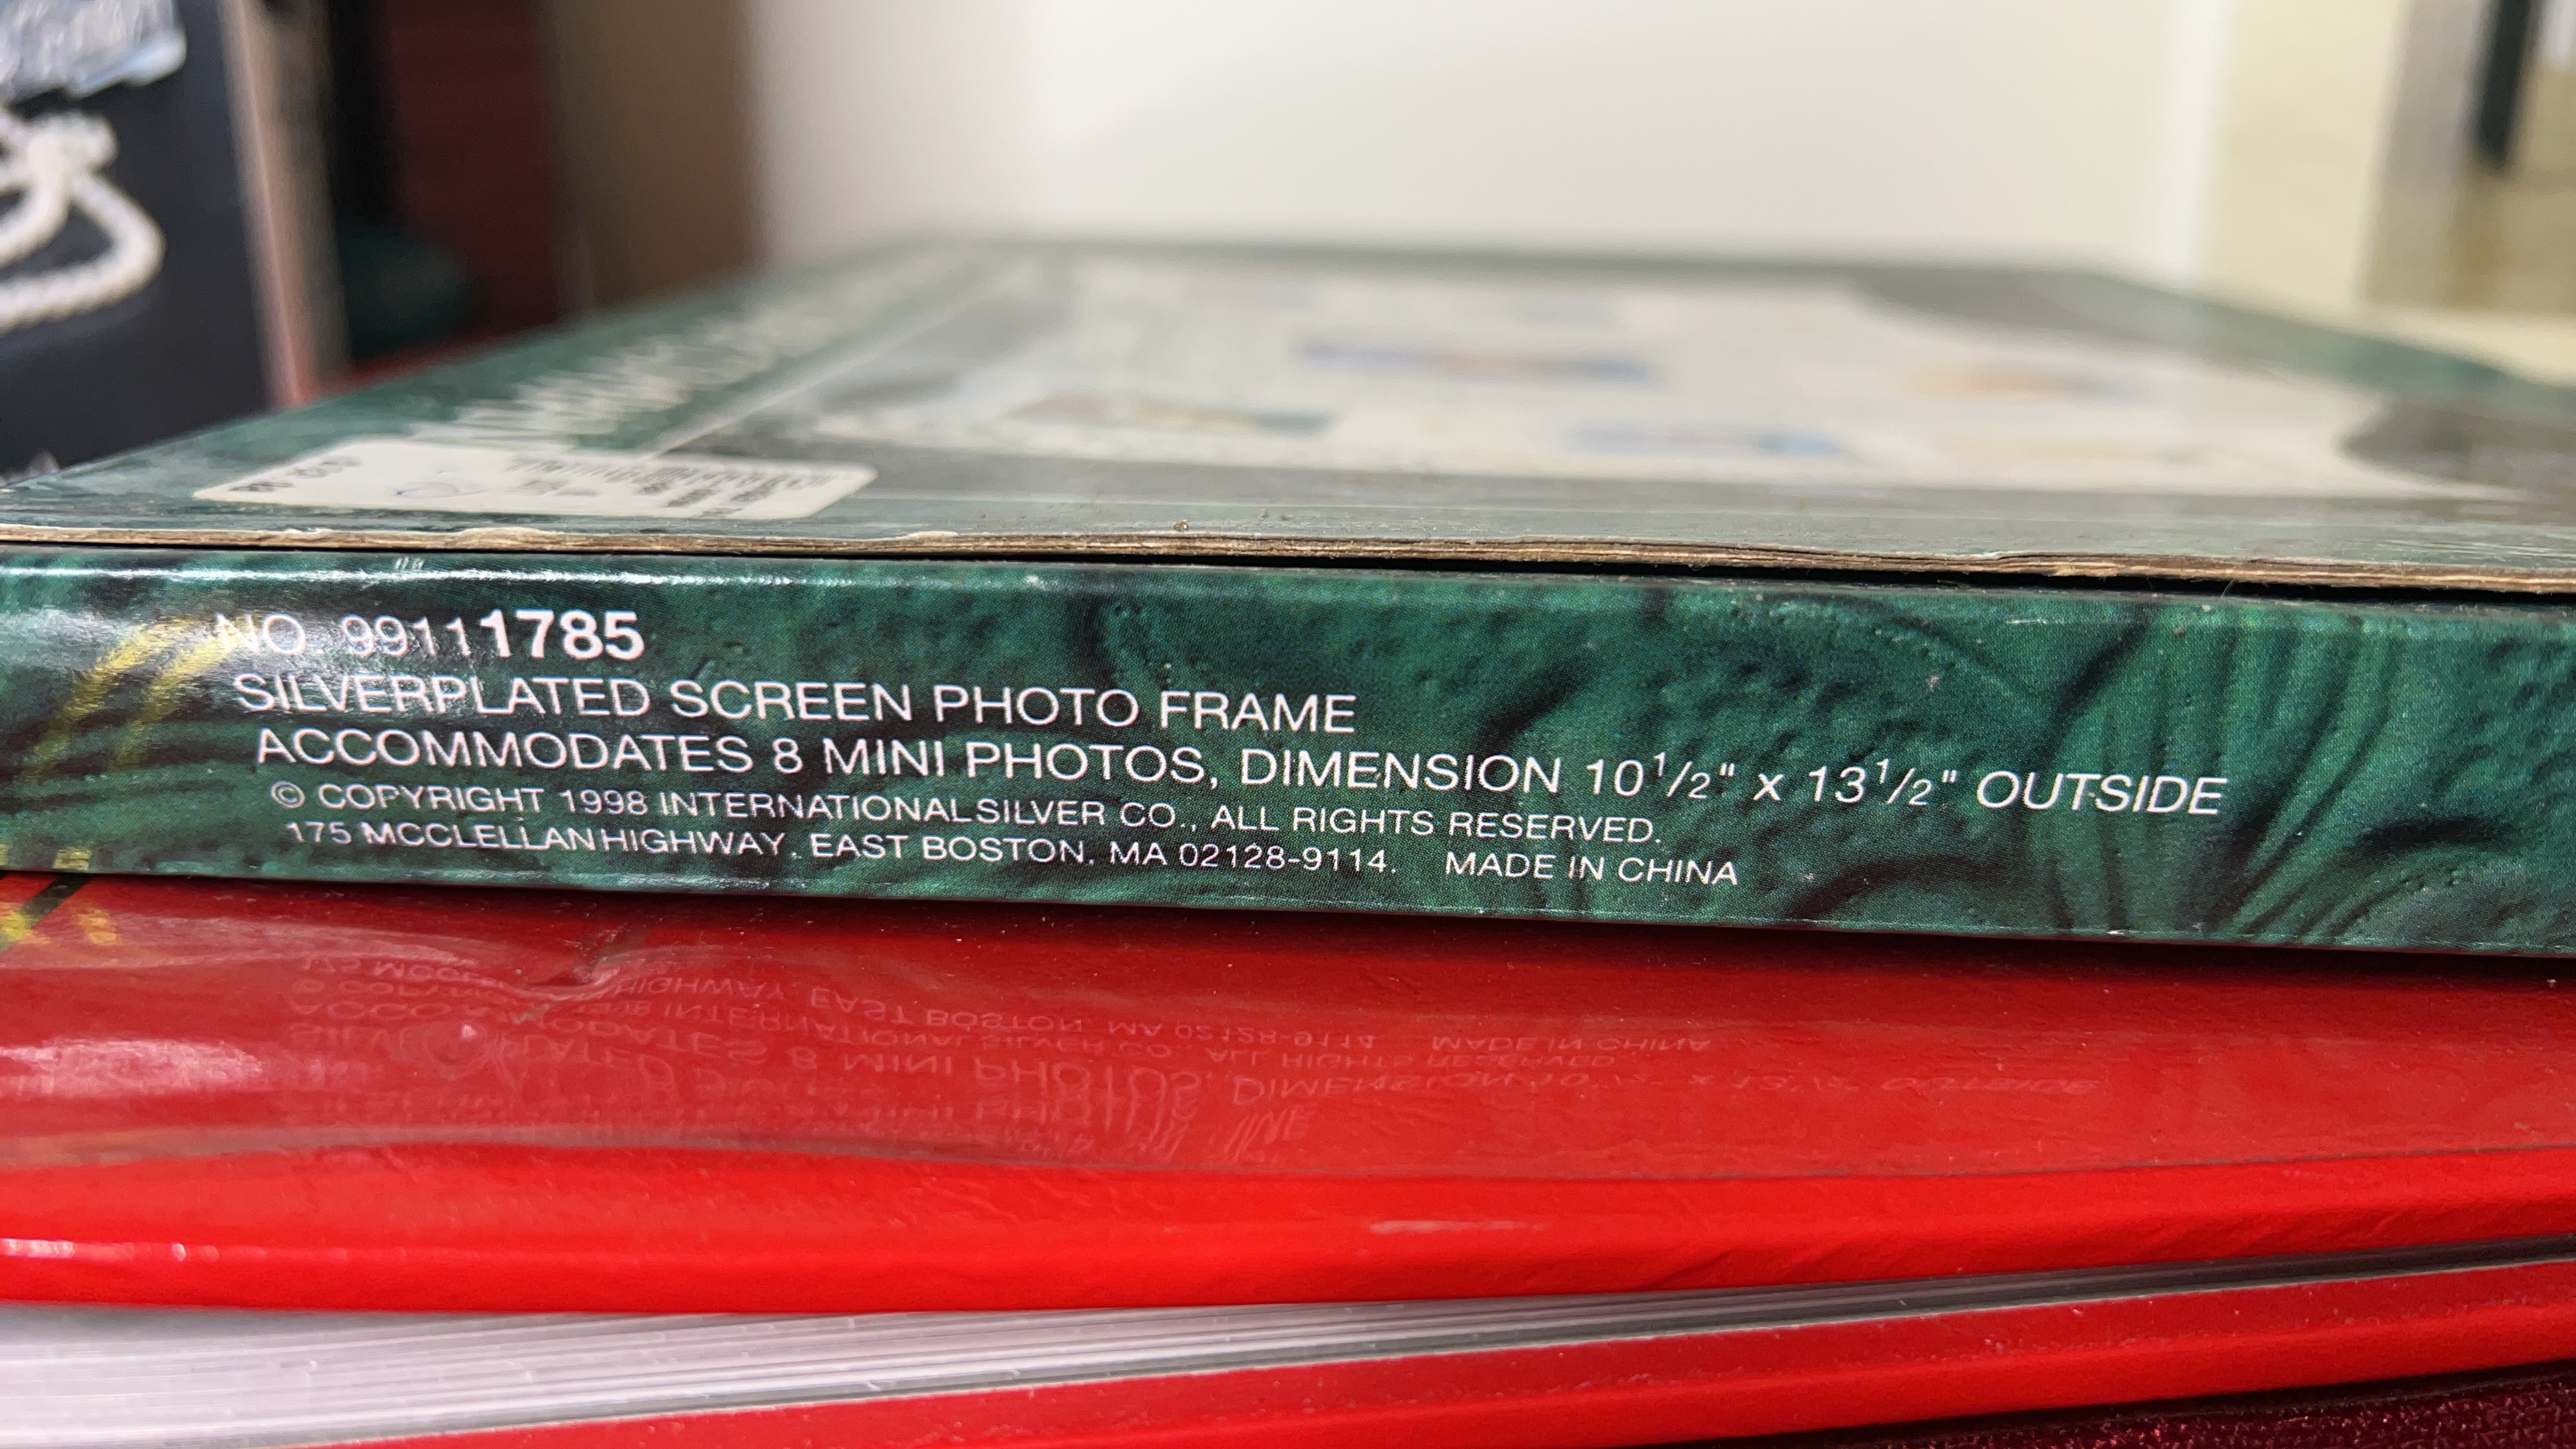 NO. 99111785
SILVERPLATED SCREEN PHOTO FRAME
ACCOMMODATES 8 MINI PHOTOS, DIMENSION 10 1/2" x 13 1/2" OUTSIDE
© COPYRIGHT 1998 INTERNATIONAL SILVER CO., ALL RIGHTS RESERVED.
175 MCCLELLAN HIGHWAY, EAST BOSTON, MA 02128-9114. MADE IN CHINA